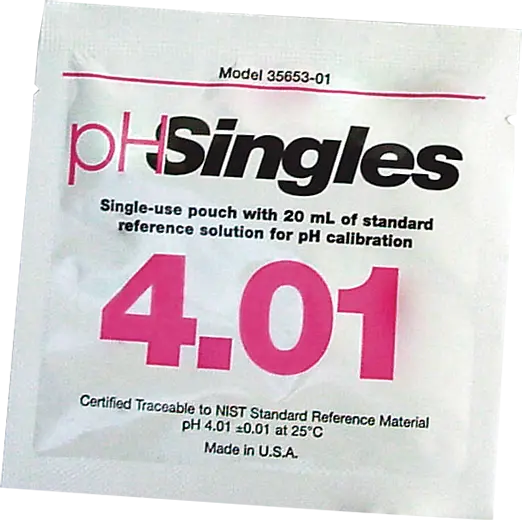 Model 35653-01
pHSingles
Single-use pouch with 20 mL of standard
reference solution for pH calibration
4.01
Certified Traceable to NIST Standard Reference Material
pH 4.01 ±0.01 at 25°C
Made in U.S.A.